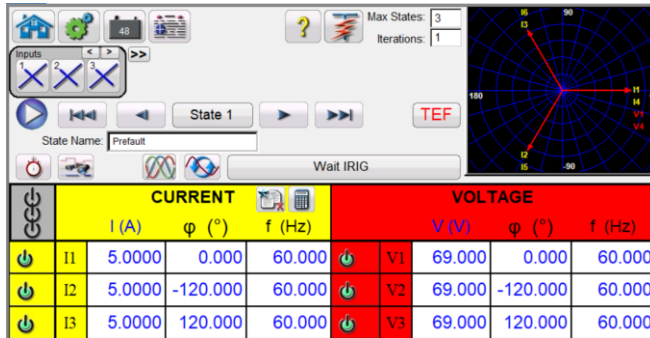 48
Max States: 3
Iterations: 1
Inputs
< >
>>
1 2 3
State 1
TEF
State Name: Prefault
Wait IRIG
I6 90
I3
180
I1
I4
V1
V4
I2
I5 -90
CURRENT VOLTAGE
I (A) φ (°) f (Hz) V (V) φ (°) f (Hz)
I1 5.0000 0.000 60.000 V1 69.000 0.000 60.000
I2 5.0000 -120.000 60.000 V2 69.000 -120.000 60.000
I3 5.0000 120.000 60.000 V3 69.000 120.000 60.000